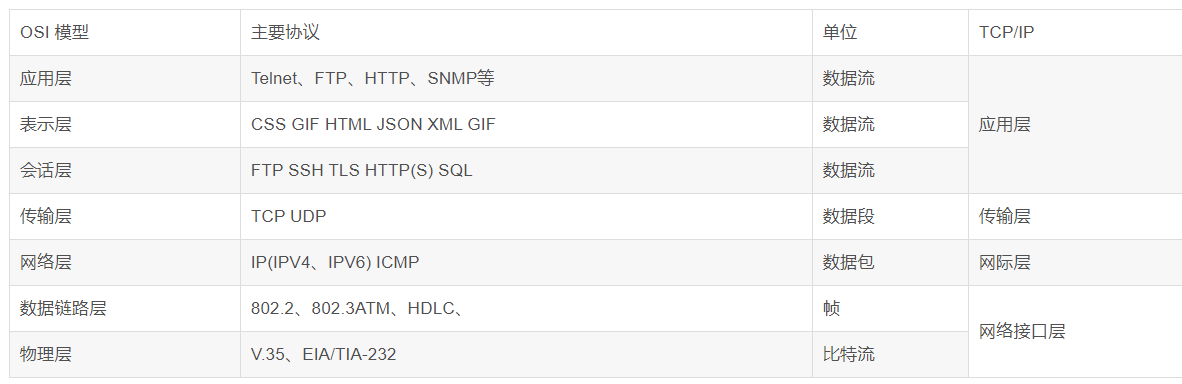 OSI 模型 主要协议 单位 TCP/IP
应用层 Telnet、FTP、HTTP、SNMP等 数据流
表示层 CSS GIF HTML JSON XML GIF 数据流 应用层
会话层 FTP SSH TLS HTTP(S) SQL 数据流
传输层 TCP UDP 数据段 传输层
网络层 IP(IPV4、IPV6) ICMP 数据包 网际层
数据链路层 802.2、802.3ATM、HDLC、 帧
网络接口层
物理层 V.35、EIA/TIA-232 比特流